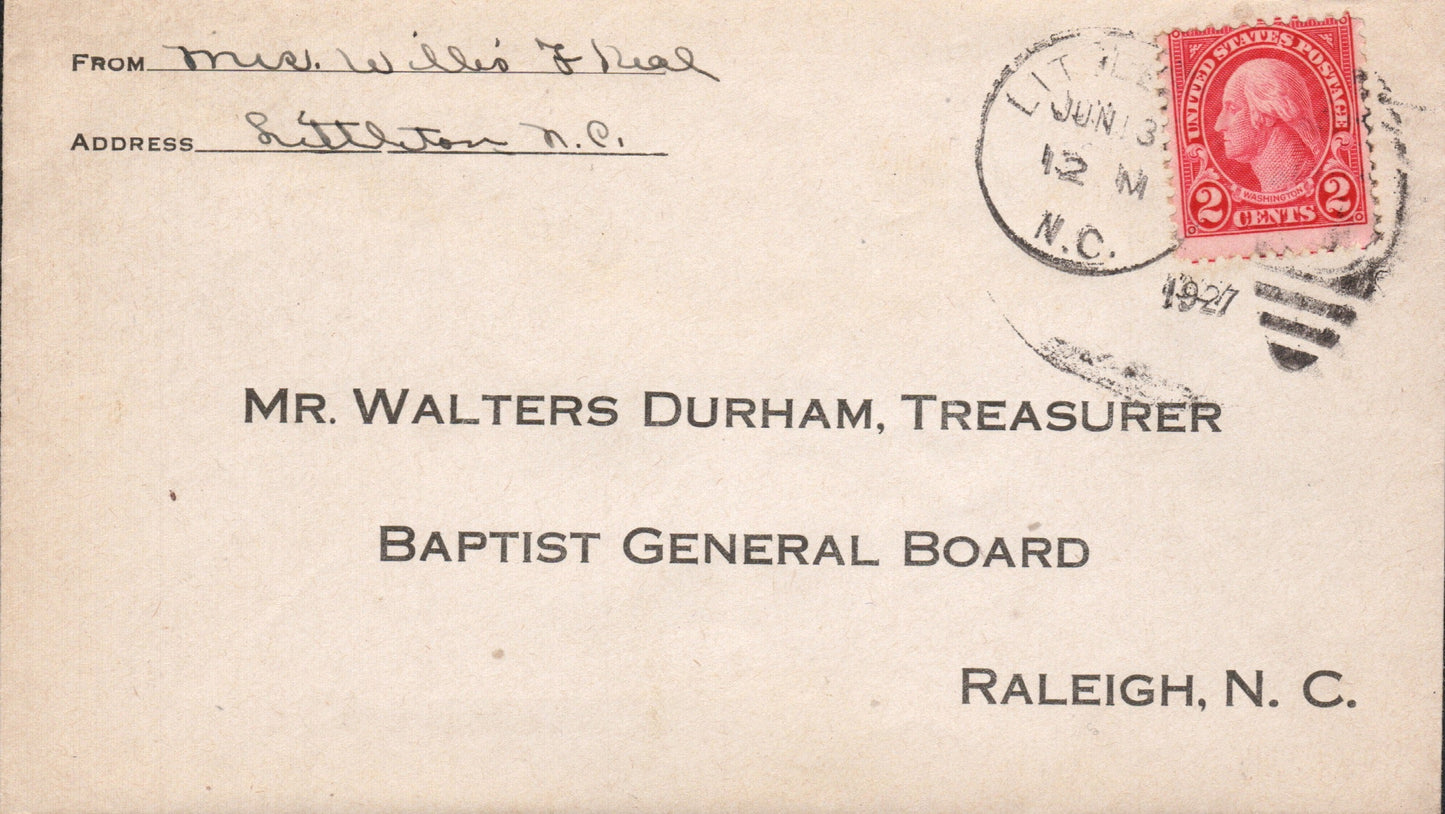 FROM Mrs. Willis F Neal
ADDRESS Littleton N.C.
LITTLE
JUN 13
12 M
N.C.
1927
UNITED STATES POSTAGE
WASHINGTON
2 CENTS 2
MR. WALTERS DURHAM, TREASURER
BAPTIST GENERAL BOARD
RALEIGH, N. C.